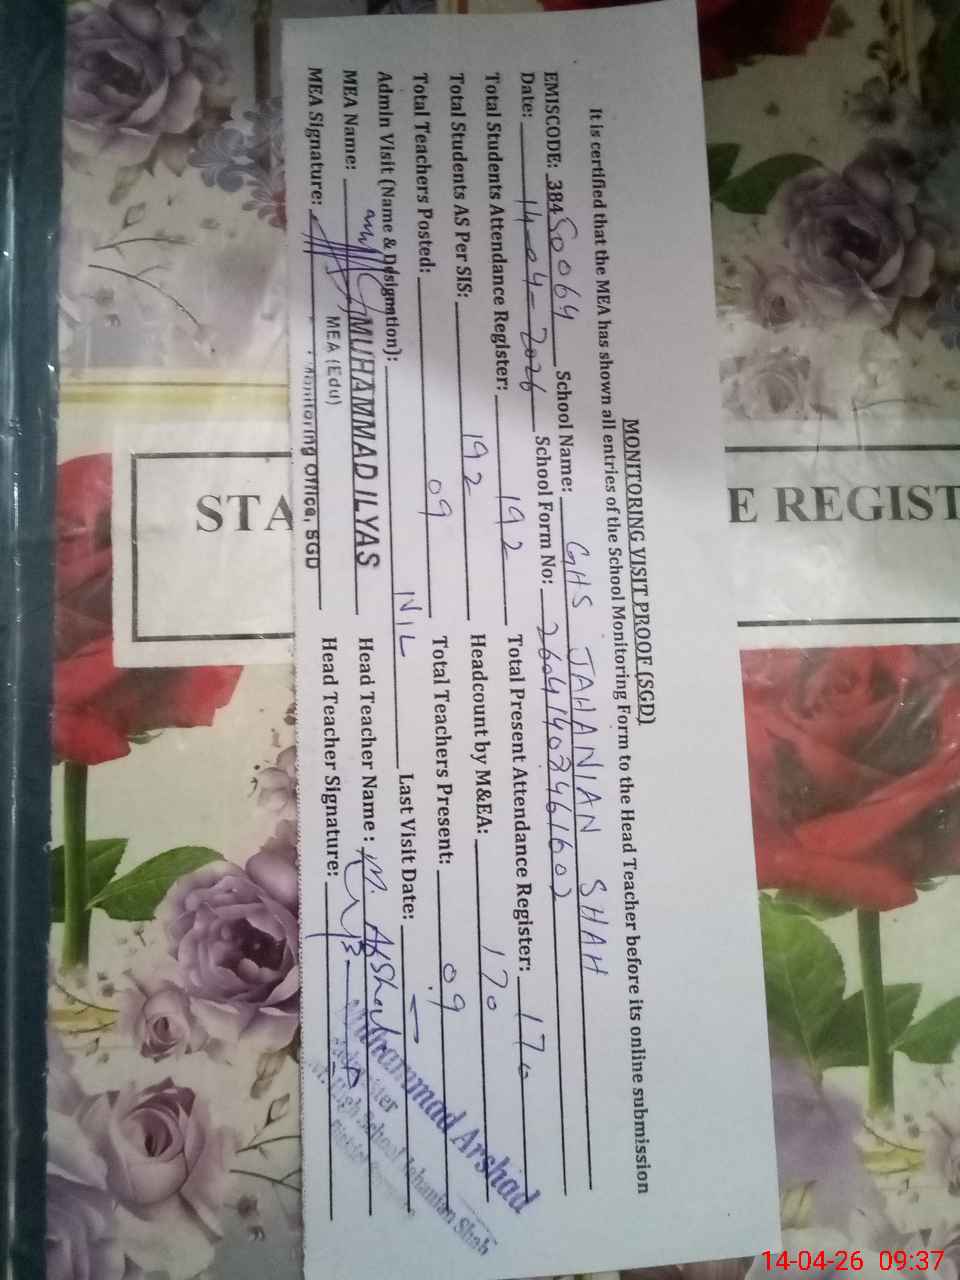 MONITORING VISIT PROOF (SGD)
It is certified that the MEA has shown all entries of the School Monitoring Form to the Head Teacher before its online submission
EMISCODE: 38450064 School Name: GHS JAHANIAN SHAH
Date: 14-04-2026 School Form No:
Total Students Attendance Register: 192 Total Present Attendance Register: 170
Total Students AS Per SIS: 192 Headcount by M&EA: 170
Total Teachers Posted: 09 Total Teachers Present: 09
Admin Visit (Name & Designation): NIL Last Visit Date: —
MEA Name: MUHAMMAD ILYAS Head Teacher Name : M. Arshad
MEA Signature: Head Teacher Signature:
MEA (Edu)
Monitoring Office, SGD
Muhammad Arshad
High School Jehanian Shah
STA
E REGIST
14-04-26 09:37